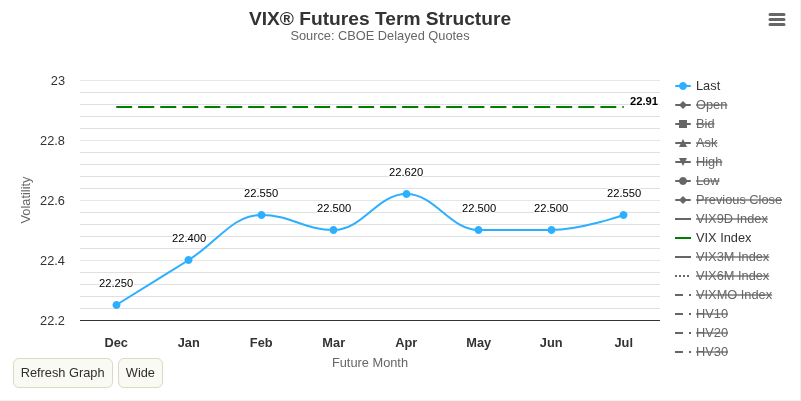 VIX® Futures Term Structure
Source: CBOE Delayed Quotes
Volatility
23
22.8
22.6
22.4
22.2
22.91
22.250
22.400
22.550
22.500
22.620
22.500
22.500
22.550
Dec Jan Feb Mar Apr May Jun Jul
Future Month
Last
Open
Bid
Ask
High
Low
Previous Close
VIX9D Index
VIX Index
VIX3M Index
VIX6M Index
VIXMO Index
HV10
HV20
HV30
Refresh Graph Wide